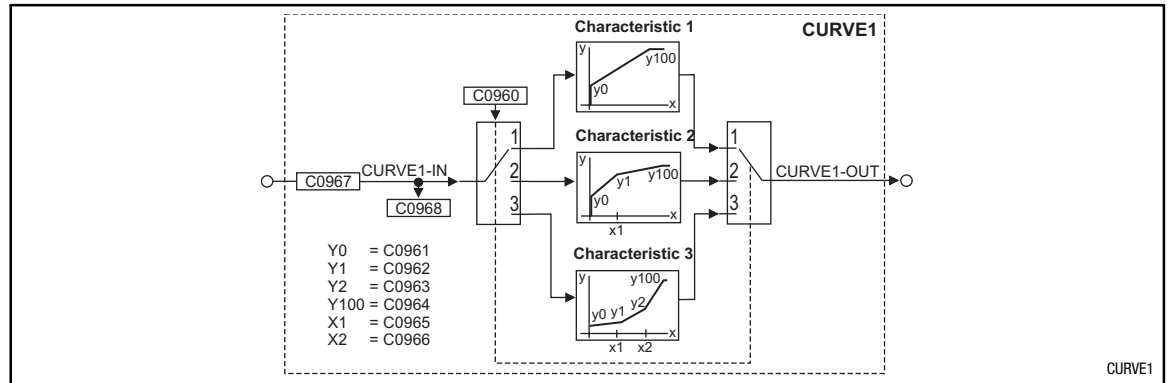 Characteristic 1
CURVE1
y
y100
y0
x
C0960
1
2
3
Characteristic 2
y
y1
y100
y0
x
x1
1
2
3
C0967
CURVE1-IN
C0968
CURVE1-OUT
Characteristic 3
y
y100
y2
y0
y1
x
x1
x2
Y0 = C0961
Y1 = C0962
Y2 = C0963
Y100 = C0964
X1 = C0965
X2 = C0966
CURVE1